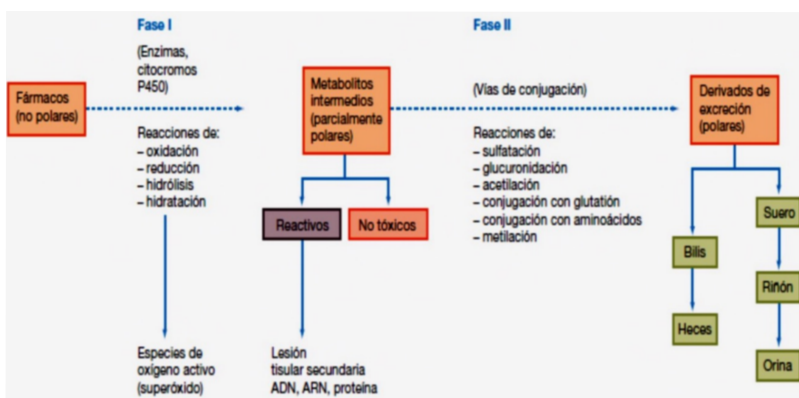 Fase I
(Enzimas,
citocromos
P450)
Fármacos
(no polares)
Reacciones de:
– oxidación
– reducción
– hidrólisis
– hidratación
Especies de
oxígeno activo
(superóxido)
Metabolitos
intermedios
(parcialmente
polares)
Reactivos
No tóxicos
Lesión
tisular secundaria
ADN, ARN, proteína
Fase II
(Vías de conjugación)
Reacciones de:
– sulfatación
– glucuronidación
– acetilación
– conjugación con glutatión
– conjugación con aminoácidos
– metilación
Derivados de
excreción
(polares)
Bilis
Heces
Suero
Riñón
Orina